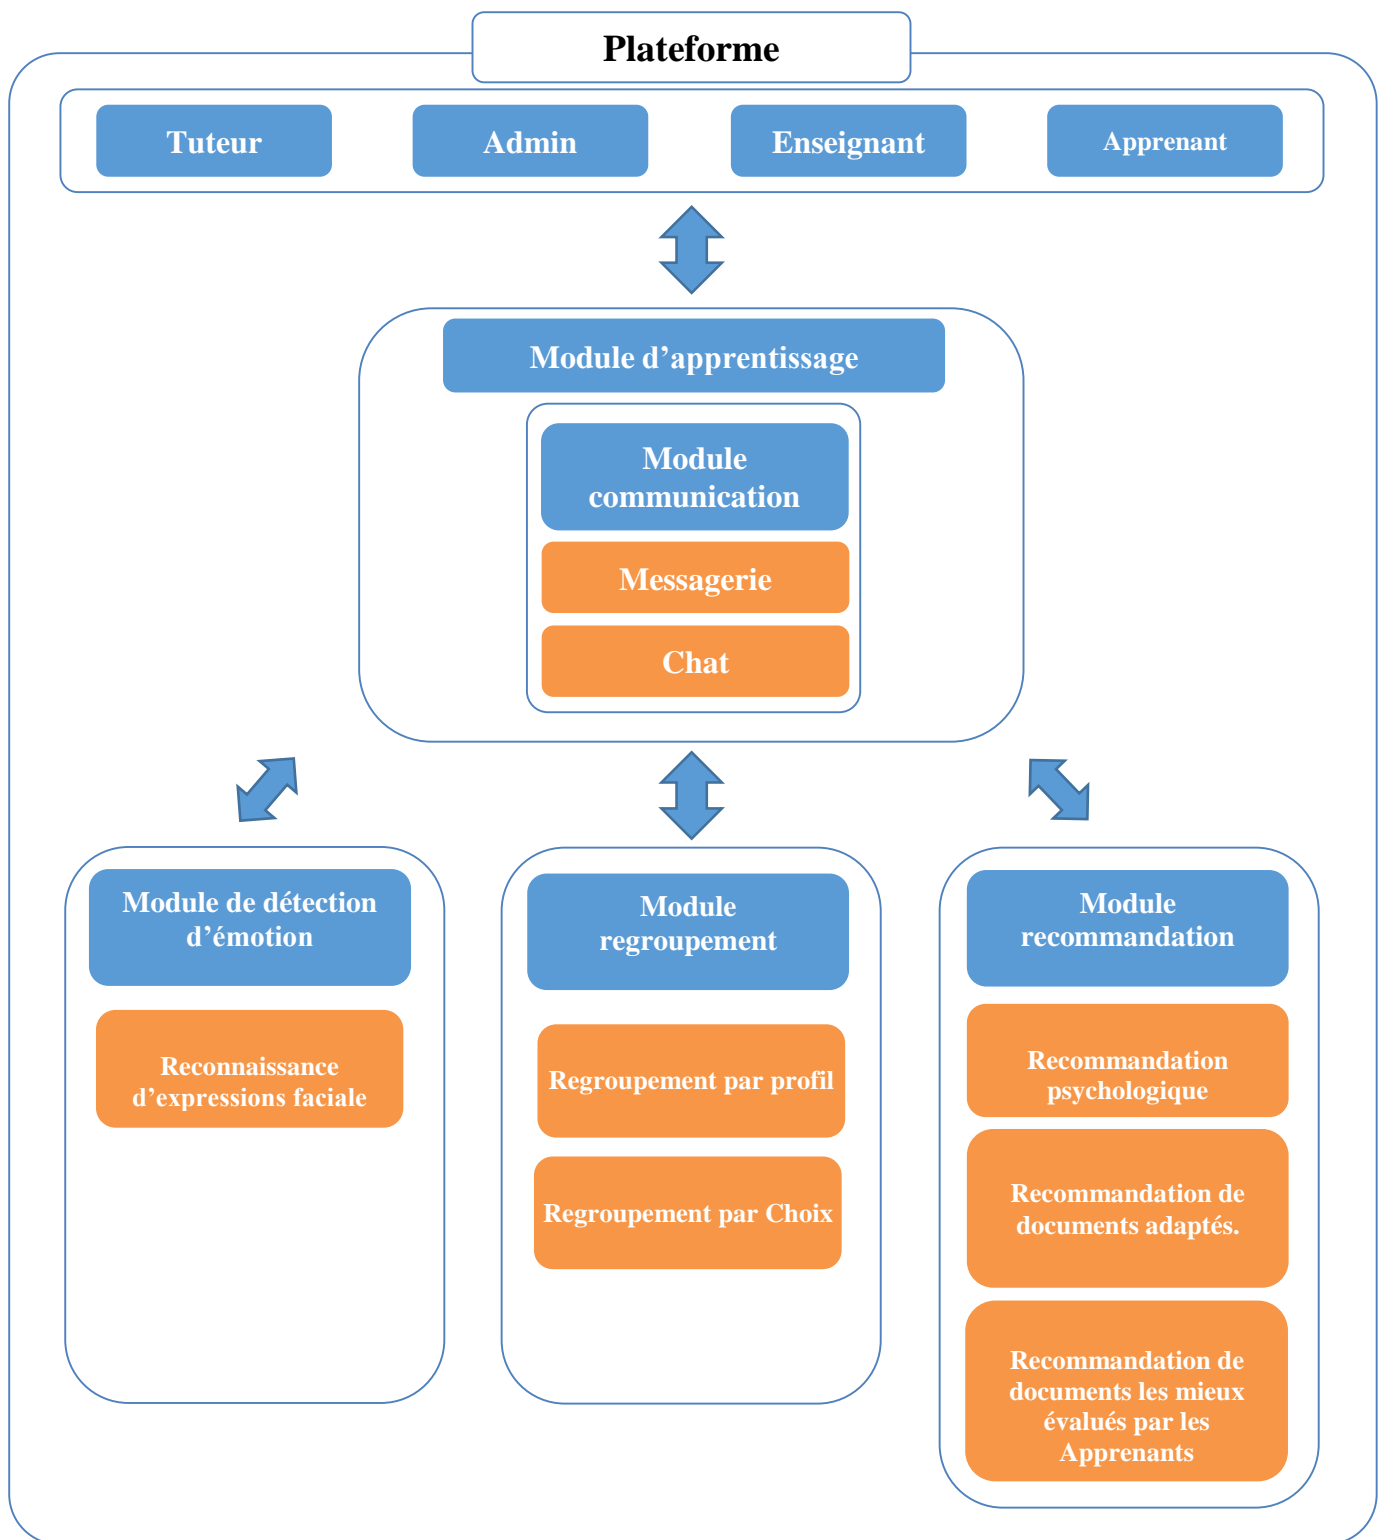 Plateforme
Tuteur
Admin
Enseignant
Apprenant
Module d’apprentissage
Module
communication
Messagerie
Chat
Module de détection
d’émotion
Reconnaissance
d’expressions faciale
Module
regroupement
Regroupement par profil
Regroupement par Choix
Module
recommandation
Recommandation
psychologique
Recommandation de
documents adaptés.
Recommandation de
documents les mieux
évalués par les
Apprenants